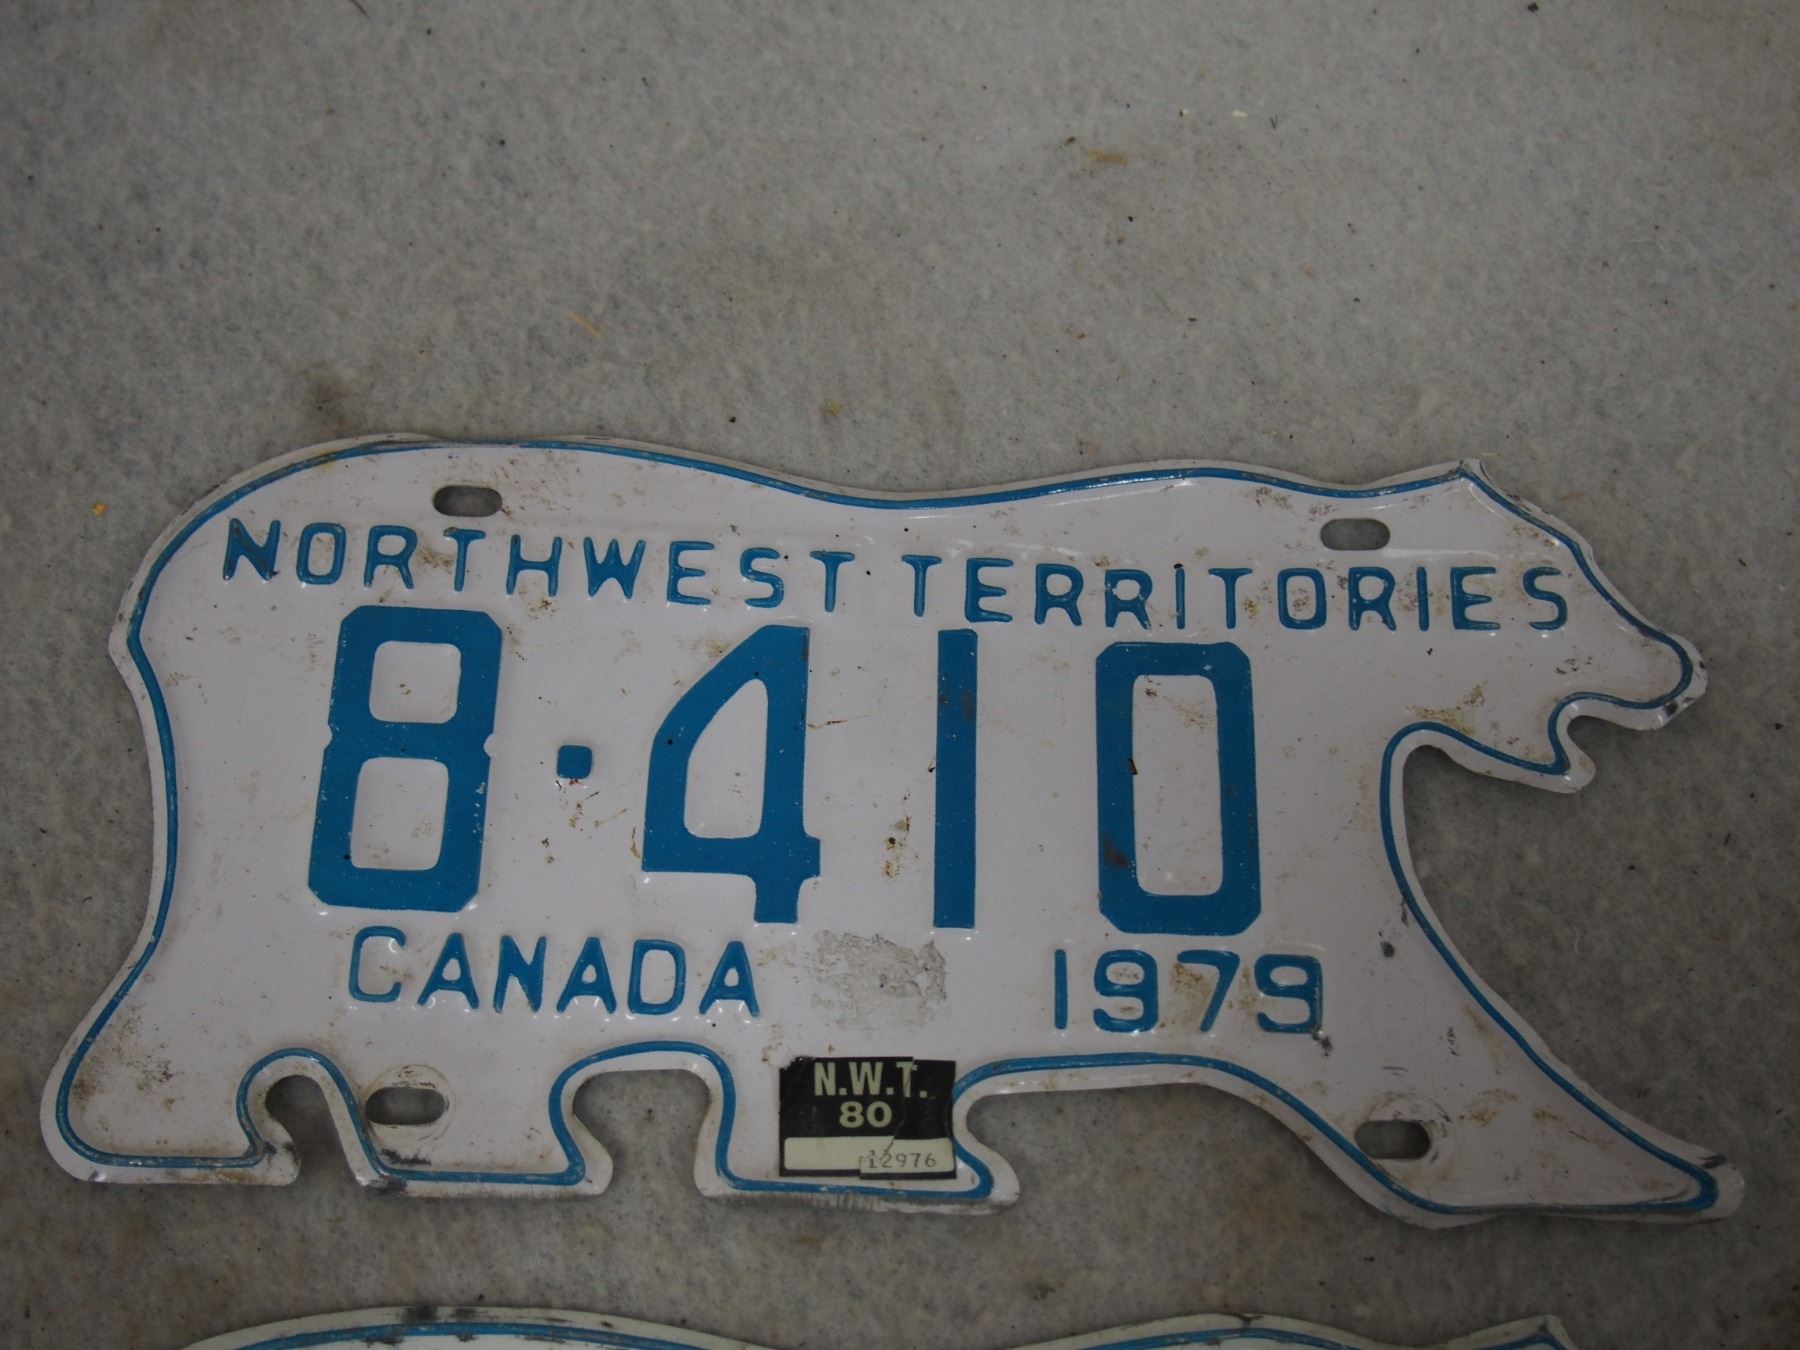 NORTHWEST TERRITORIES
8·410
CANADA 1979
N.W.T.
80
12976